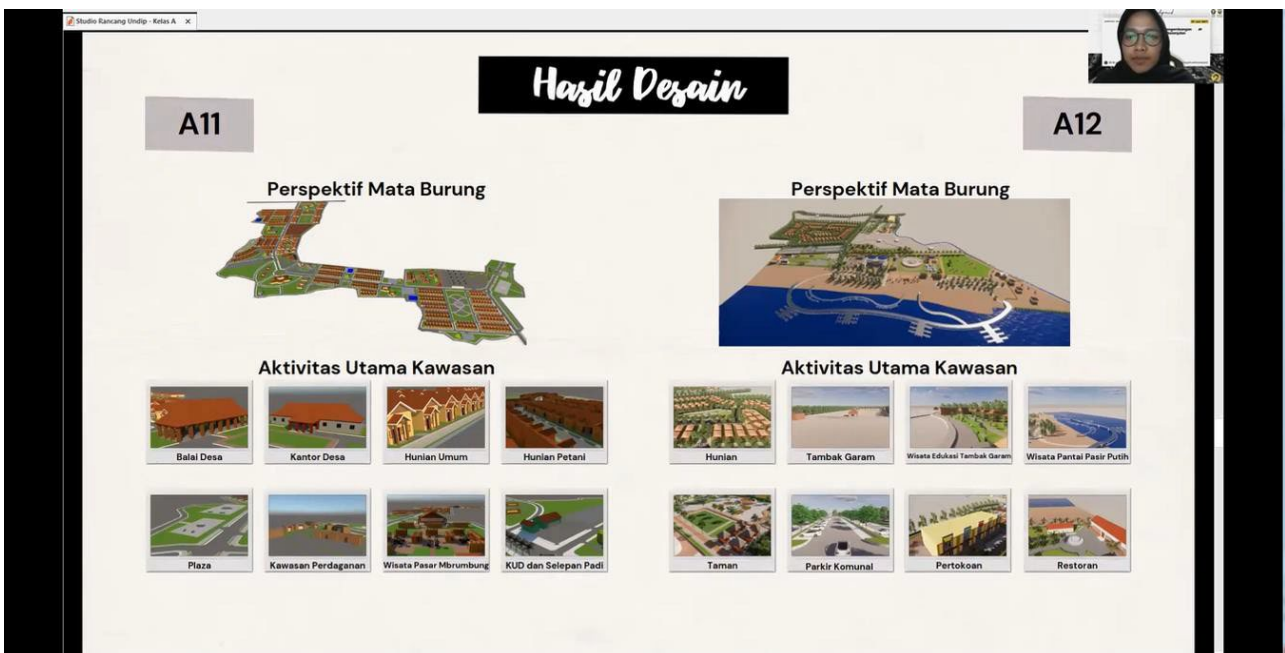 Studio Rancang Undip - Kelas A
Hasil Desain
A11
A12
Perspektif Mata Burung
Perspektif Mata Burung
Aktivitas Utama Kawasan
Balai Desa
Kantor Desa
Hunian Umum
Hunian Petani
Plaza
Kawasan Perdaganan
Wisata Pasar Mbrumbung
KUD dan Selepan Padi
Aktivitas Utama Kawasan
Hunian
Tambak Garam
Wisata Edukasi Tambak Garam
Wisata Pantai Pasir Putih
Taman
Parkir Komunal
Pertokoan
Restoran